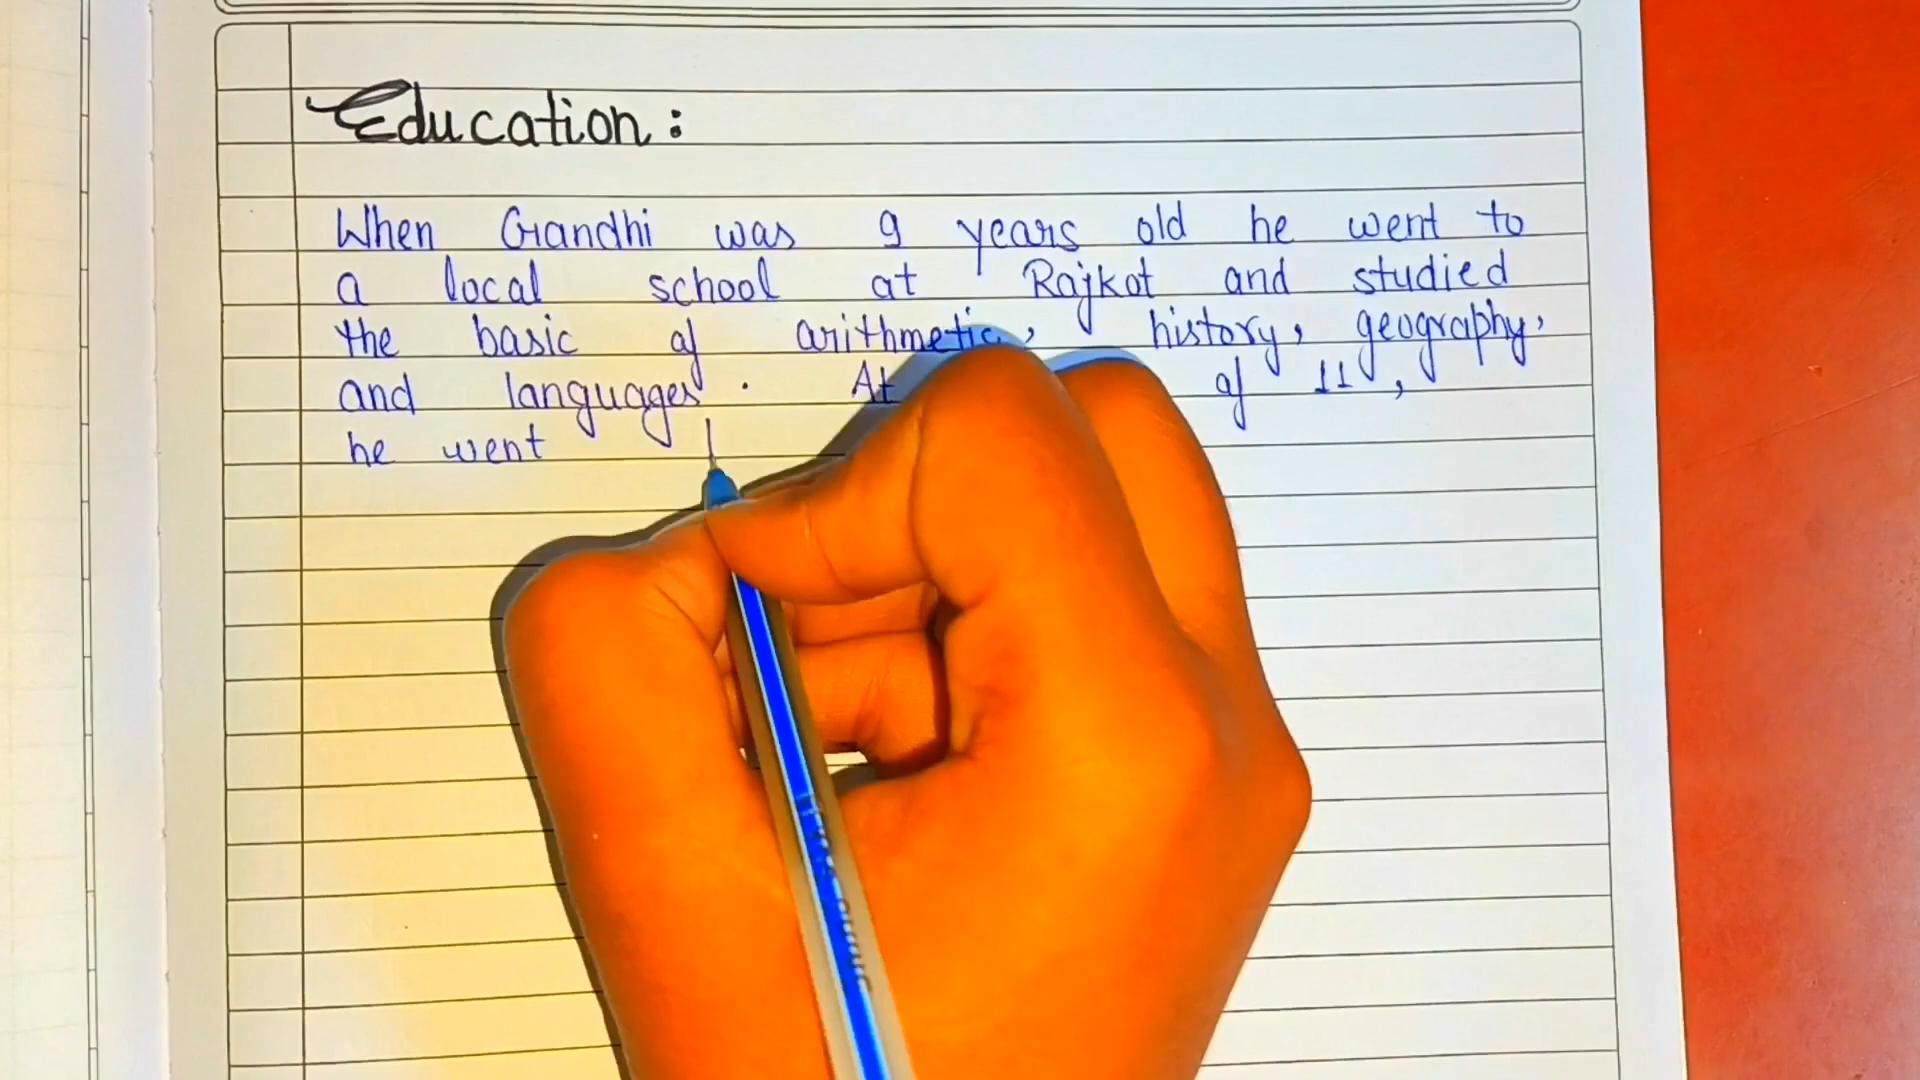 Education:
When Gandhi was 9 years old he went to
a local school at Rajkot and studied
the basic of arithmetic, history, geography,
and languages. At of 11,
he went